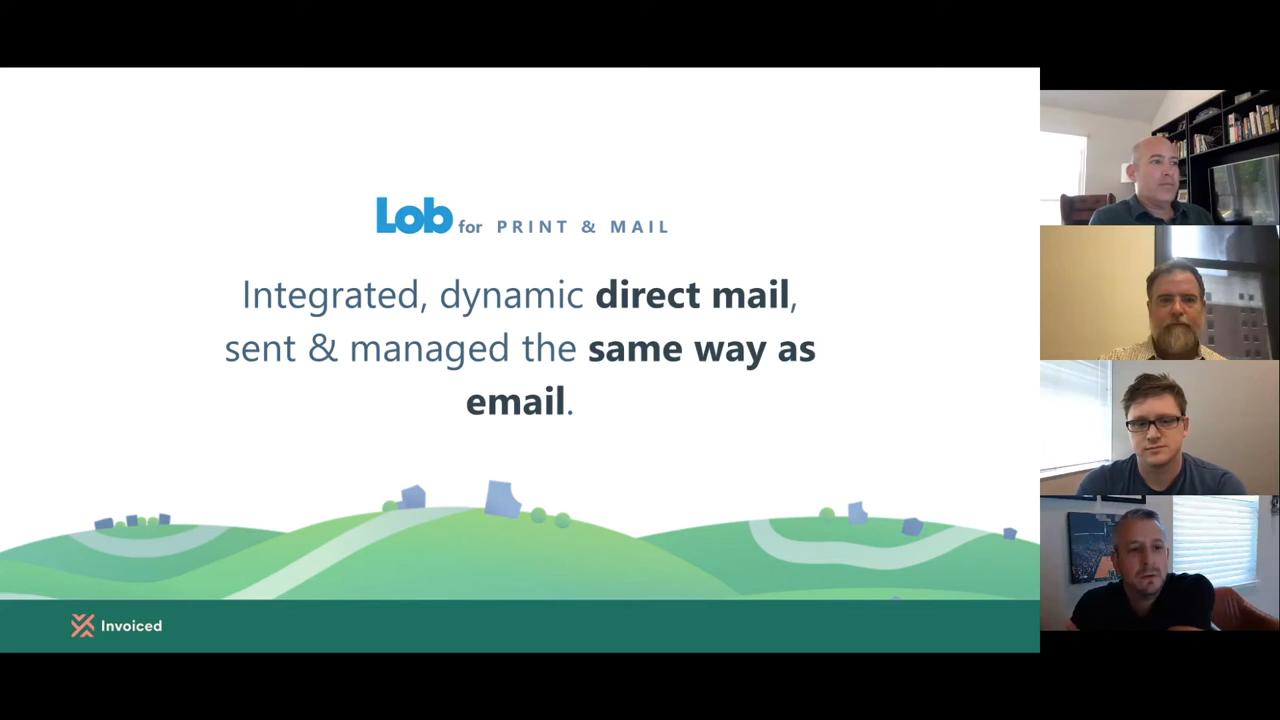 Lob for PRINT & MAIL
Integrated, dynamic direct mail,
sent & managed the same way as
email.
Invoiced